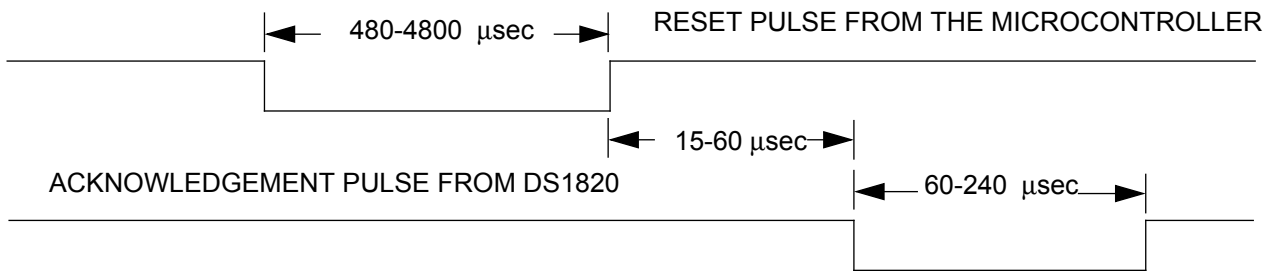 480-4800 μsec
RESET PULSE FROM THE MICROCONTROLLER
15-60 μsec
ACKNOWLEDGEMENT PULSE FROM DS1820
60-240 μsec